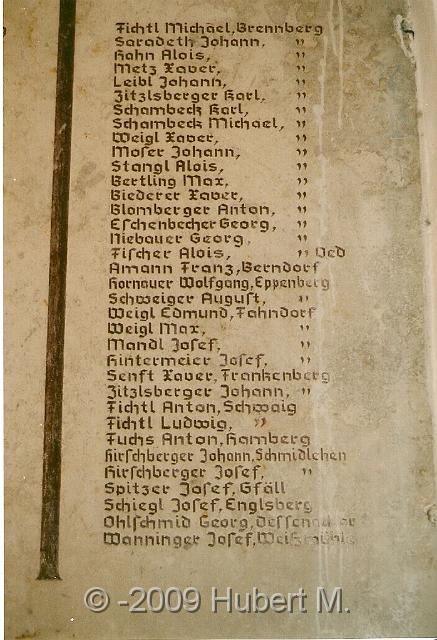 Fichtl Michael, Brennberg
Saradeth Johann, "
Hahn Alois, "
Metz Xaver, "
Leibl Johann, "
Zitzlsberger Karl, "
Schambeck Karl, "
Schambeck Michael, "
Weigl Xaver, "
Moser Johann, "
Stangl Alois, "
Bertling Max, "
Biederer Xaver, "
Blomberger Anton, "
Eschenbecher Georg, "
Niebauer Georg, "
Fischer Alois, " Oed
Amann Franz, Berndorf
Hornauer Wolfgang, Eppenberg
Schweiger August, "
Weigl Edmund, Fahndorf
Weigl Max, "
Mandl Josef, "
Hintermeier Josef, "
Senft Xaver, Frankenberg
Zitzlsberger Johann, "
Fichtl Anton, Schwaig
Fichtl Ludwig, "
Fuchs Anton, Hamberg
Hirschberger Johann, Schmidlehen
Hirschberger Josef, "
Spitzer Josef, Gfäll
Schiegl Josef, Englsberg
Ohlschmid Georg,
Wanninger Josef,
© -2009 Hubert M.